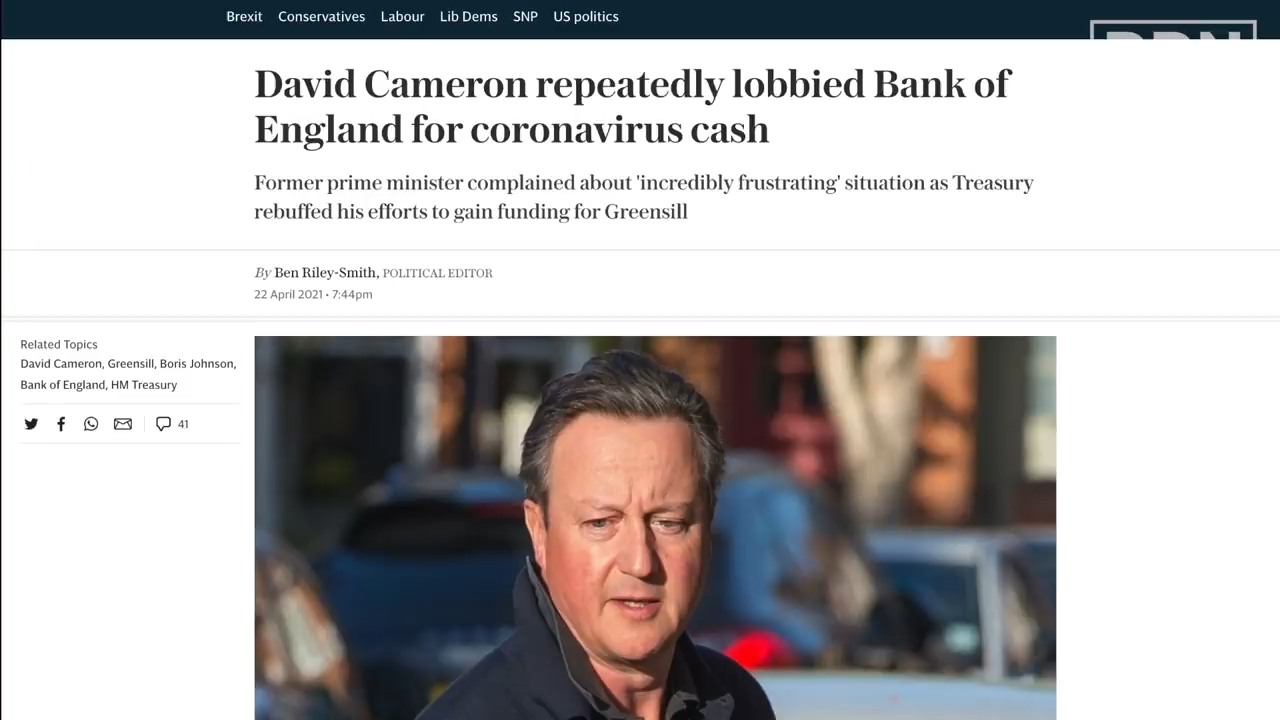 Brexit Conservatives Labour Lib Dems SNP US politics
David Cameron repeatedly lobbied Bank of
England for coronavirus cash
Former prime minister complained about 'incredibly frustrating' situation as Treasury
rebuffed his efforts to gain funding for Greensill
By Ben Riley-Smith, POLITICAL EDITOR
22 April 2021 • 7:44pm
Related Topics
David Cameron, Greensill, Boris Johnson,
Bank of England, HM Treasury
41